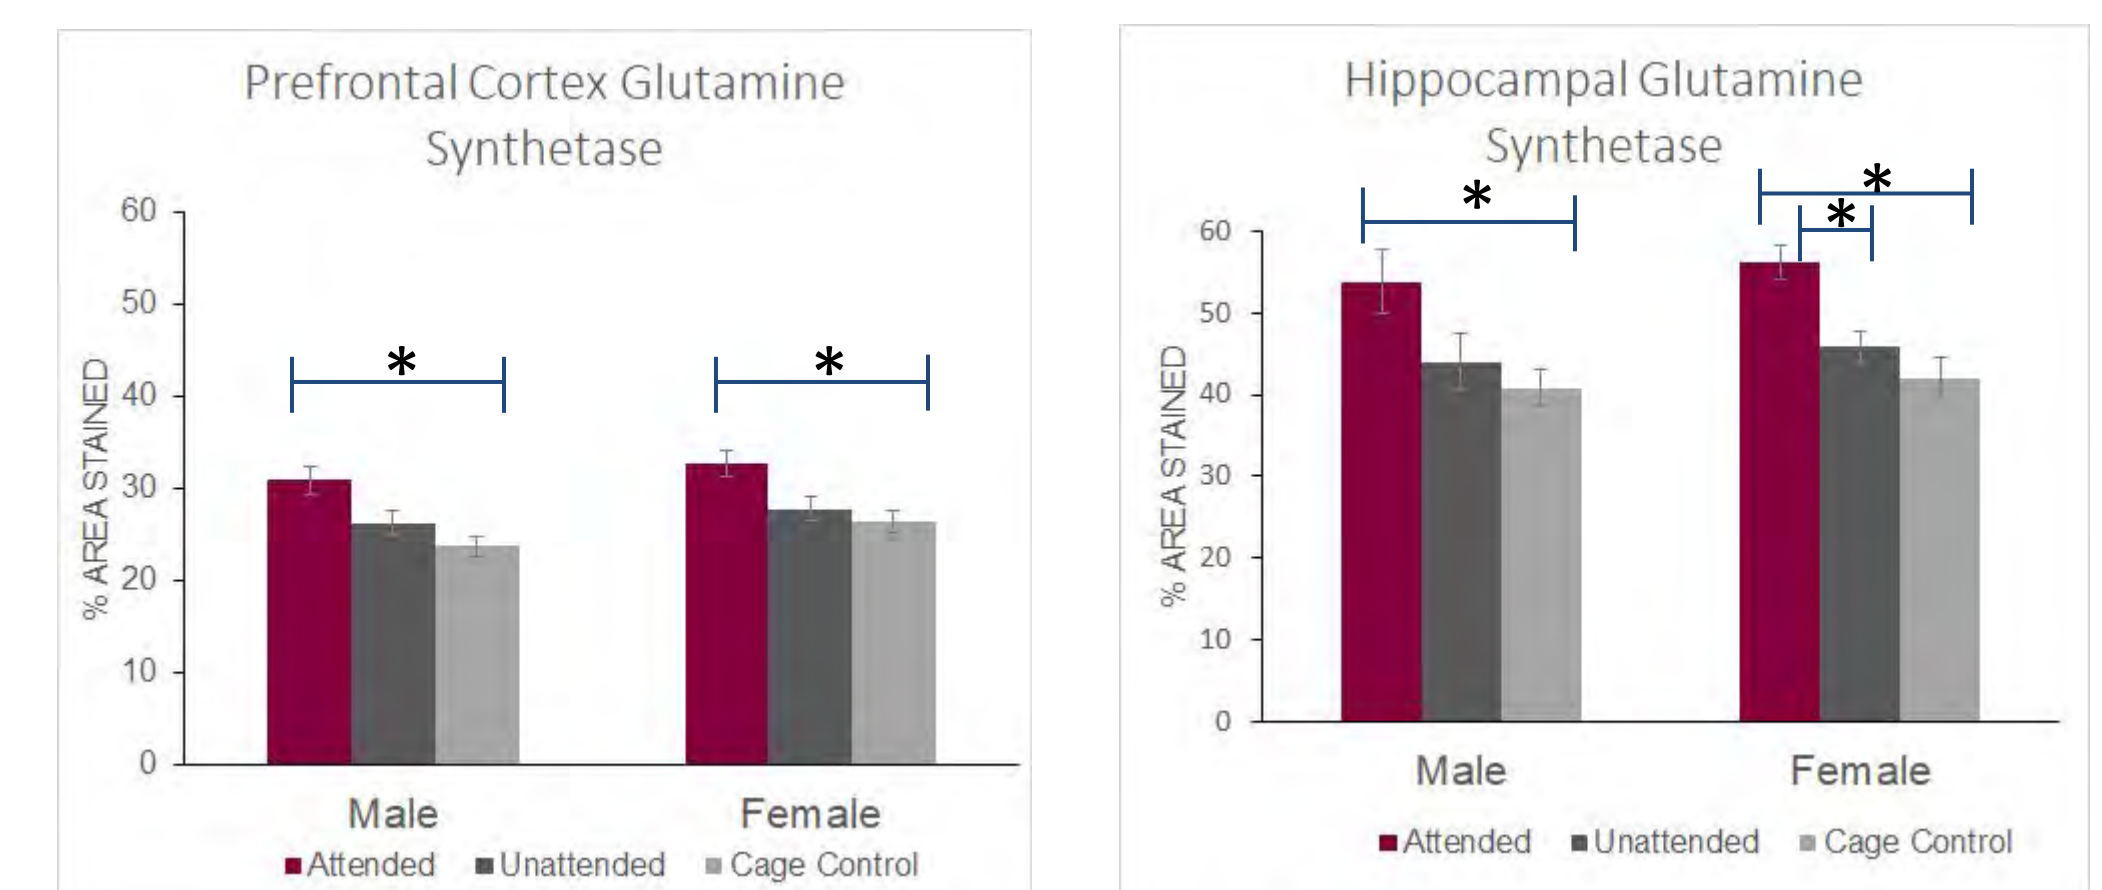 Prefrontal Cortex Glutamine
Synthetase
60
50
40
30
20
10
0
% AREA STAINED
*
*
Male
Female
Attended
Unattended
Cage Control
Hippocampal Glutamine
Synthetase
60
50
40
30
20
10
0
% AREA STAINED
*
*
*
Male
Female
Attended
Unattended
Cage Control